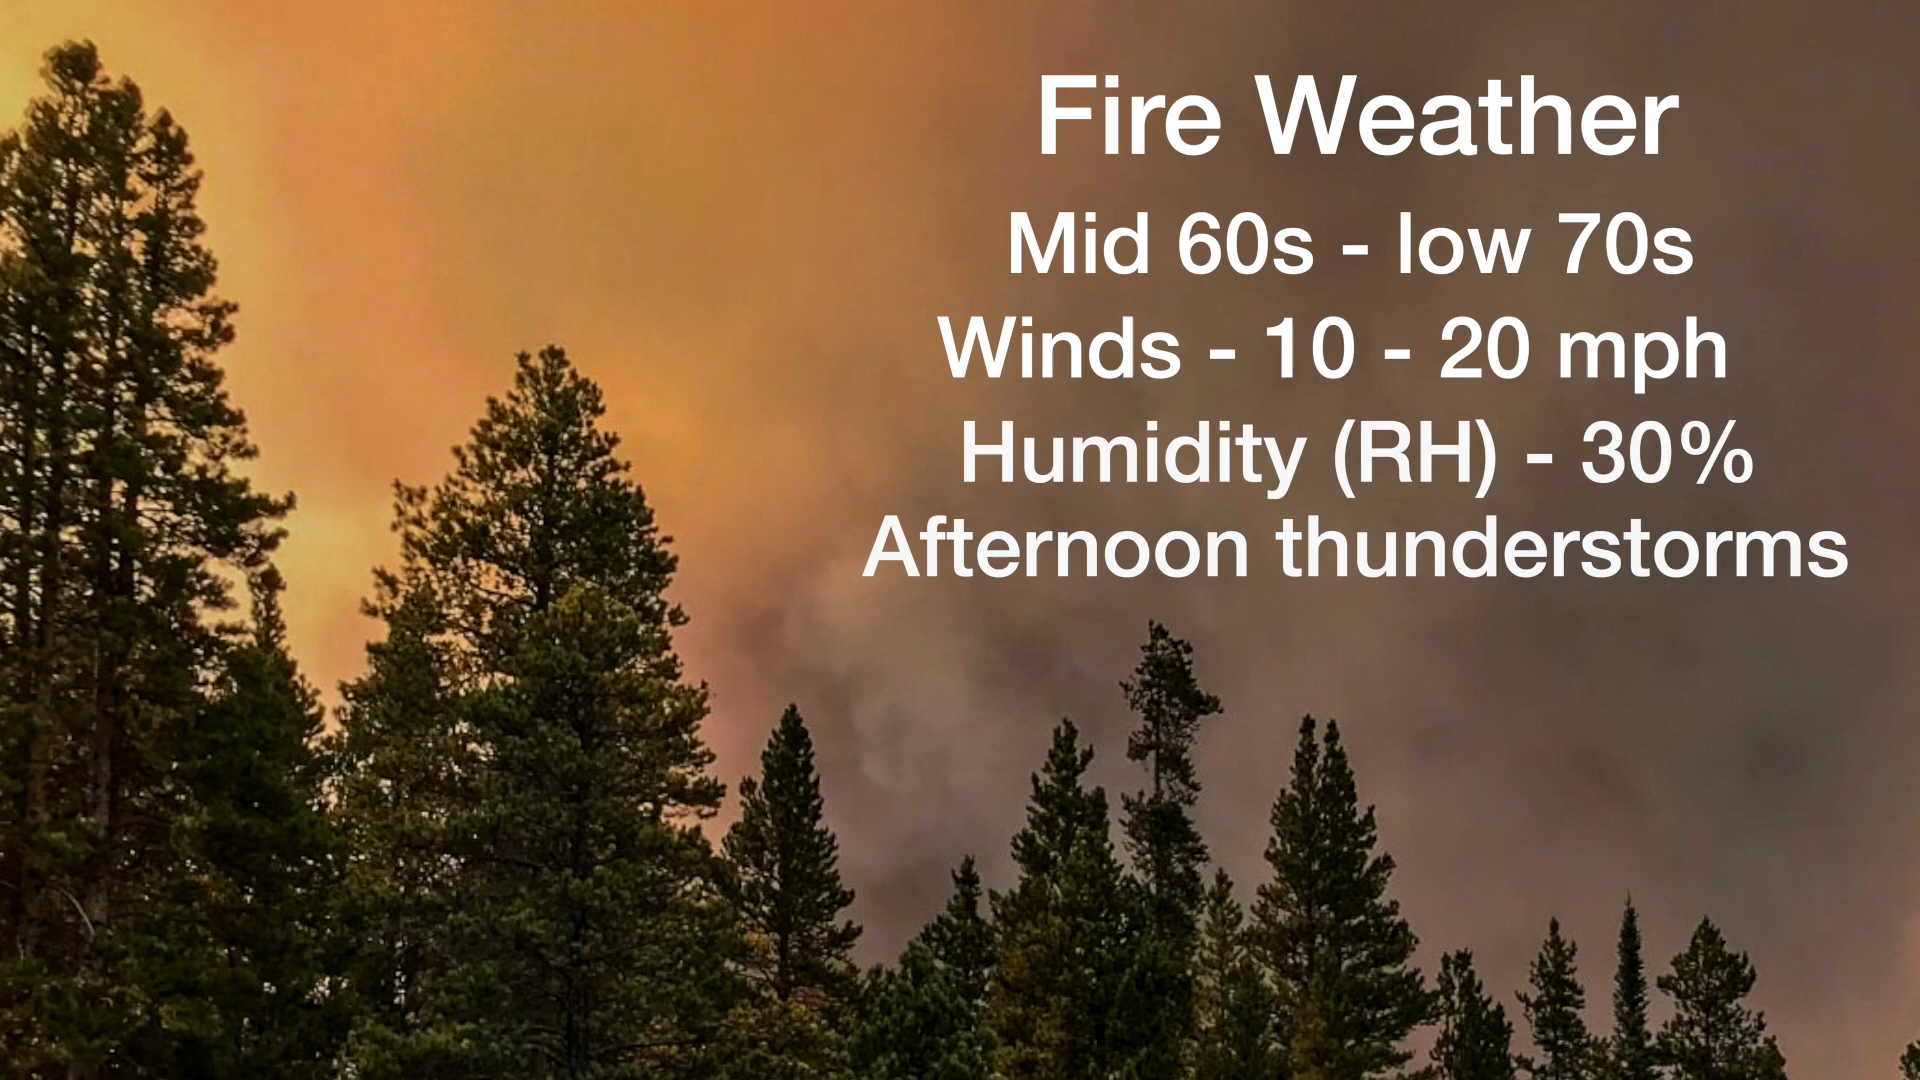 Fire Weather
Mid 60s - low 70s
Winds - 10 - 20 mph
Humidity (RH) - 30%
Afternoon thunderstorms